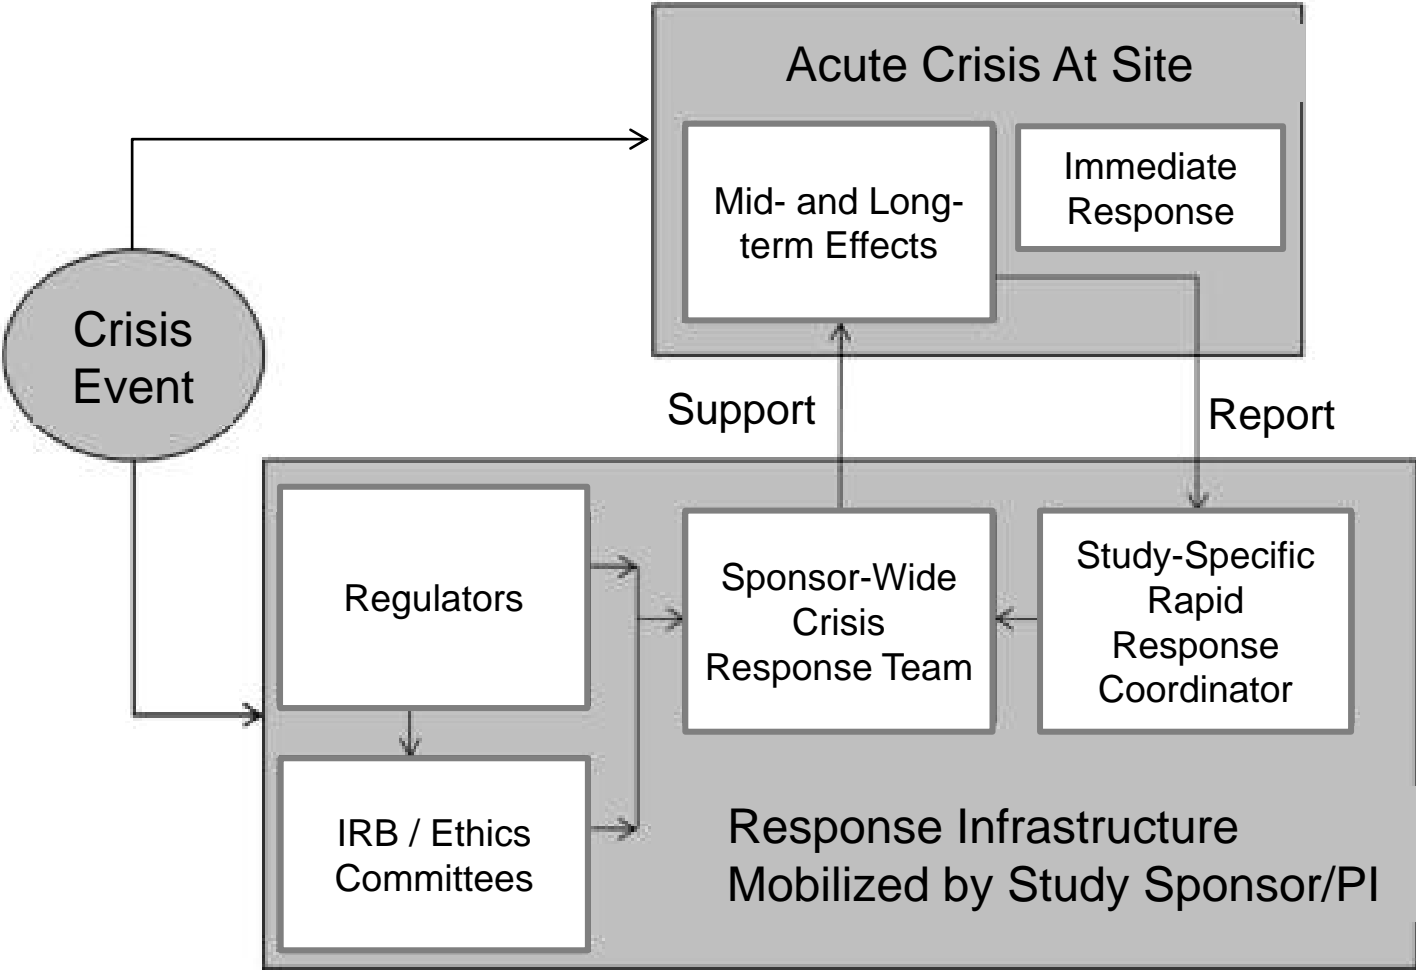 Acute Crisis At Site
Mid- and Long-
term Effects
Immediate
Response
Crisis
Event
Support
Report
Regulators
Sponsor-Wide
Crisis
Response Team
Study-Specific
Rapid
Response
Coordinator
IRB / Ethics
Committees
Response Infrastructure
Mobilized by Study Sponsor/PI